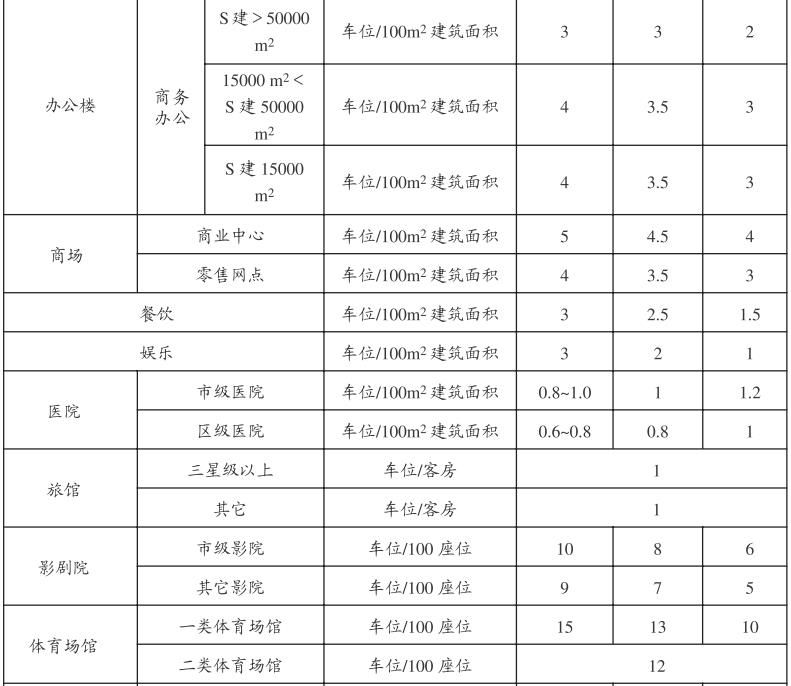 办公楼
商务
办公
S 建 > 50000
m²
车位/100m² 建筑面积
3
3
2
15000 m² <
S 建 50000
m²
车位/100m² 建筑面积
4
3.5
3
S 建 15000
m²
车位/100m² 建筑面积
4
3.5
3
商场
商业中心
车位/100m² 建筑面积
5
4.5
4
零售网点
车位/100m² 建筑面积
4
3.5
3
餐饮
车位/100m² 建筑面积
3
2.5
1.5
娱乐
车位/100m² 建筑面积
3
2
1
医院
市级医院
车位/100m² 建筑面积
0.8~1.0
1
1.2
区级医院
车位/100m² 建筑面积
0.6~0.8
0.8
1
旅馆
三星级以上
车位/客房
1
其它
车位/客房
1
影剧院
市级影院
车位/100 座位
10
8
6
其它影院
车位/100 座位
9
7
5
体育场馆
一类体育场馆
车位/100 座位
15
13
10
二类体育场馆
车位/100 座位
12